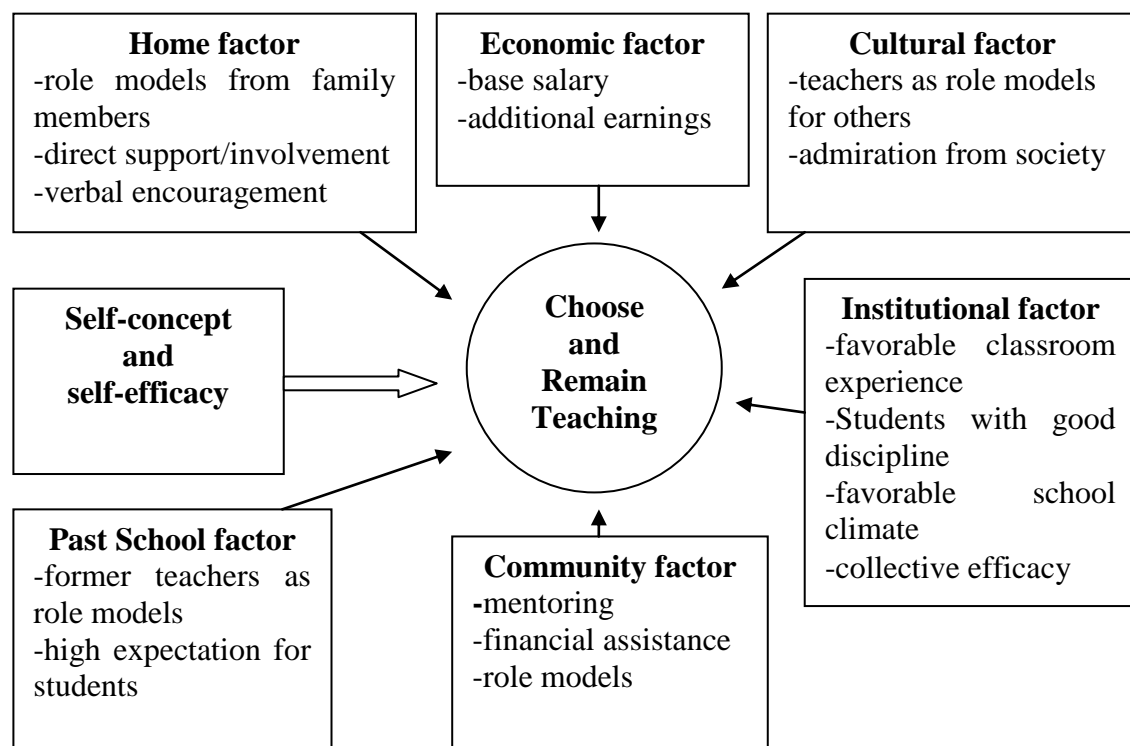 Home factor
-role models from family
members
-direct support/involvement
-verbal encouragement
Economic factor
-base salary
-additional earnings
Cultural factor
-teachers as role models
for others
-admiration from society
Self-concept
and
self-efficacy
Choose
and
Remain
Teaching
Institutional factor
-favorable classroom
experience
-Students with good
discipline
-favorable school
climate
-collective efficacy
Past School factor
-former teachers as
role models
-high expectation for
students
Community factor
-mentoring
-financial assistance
-role models